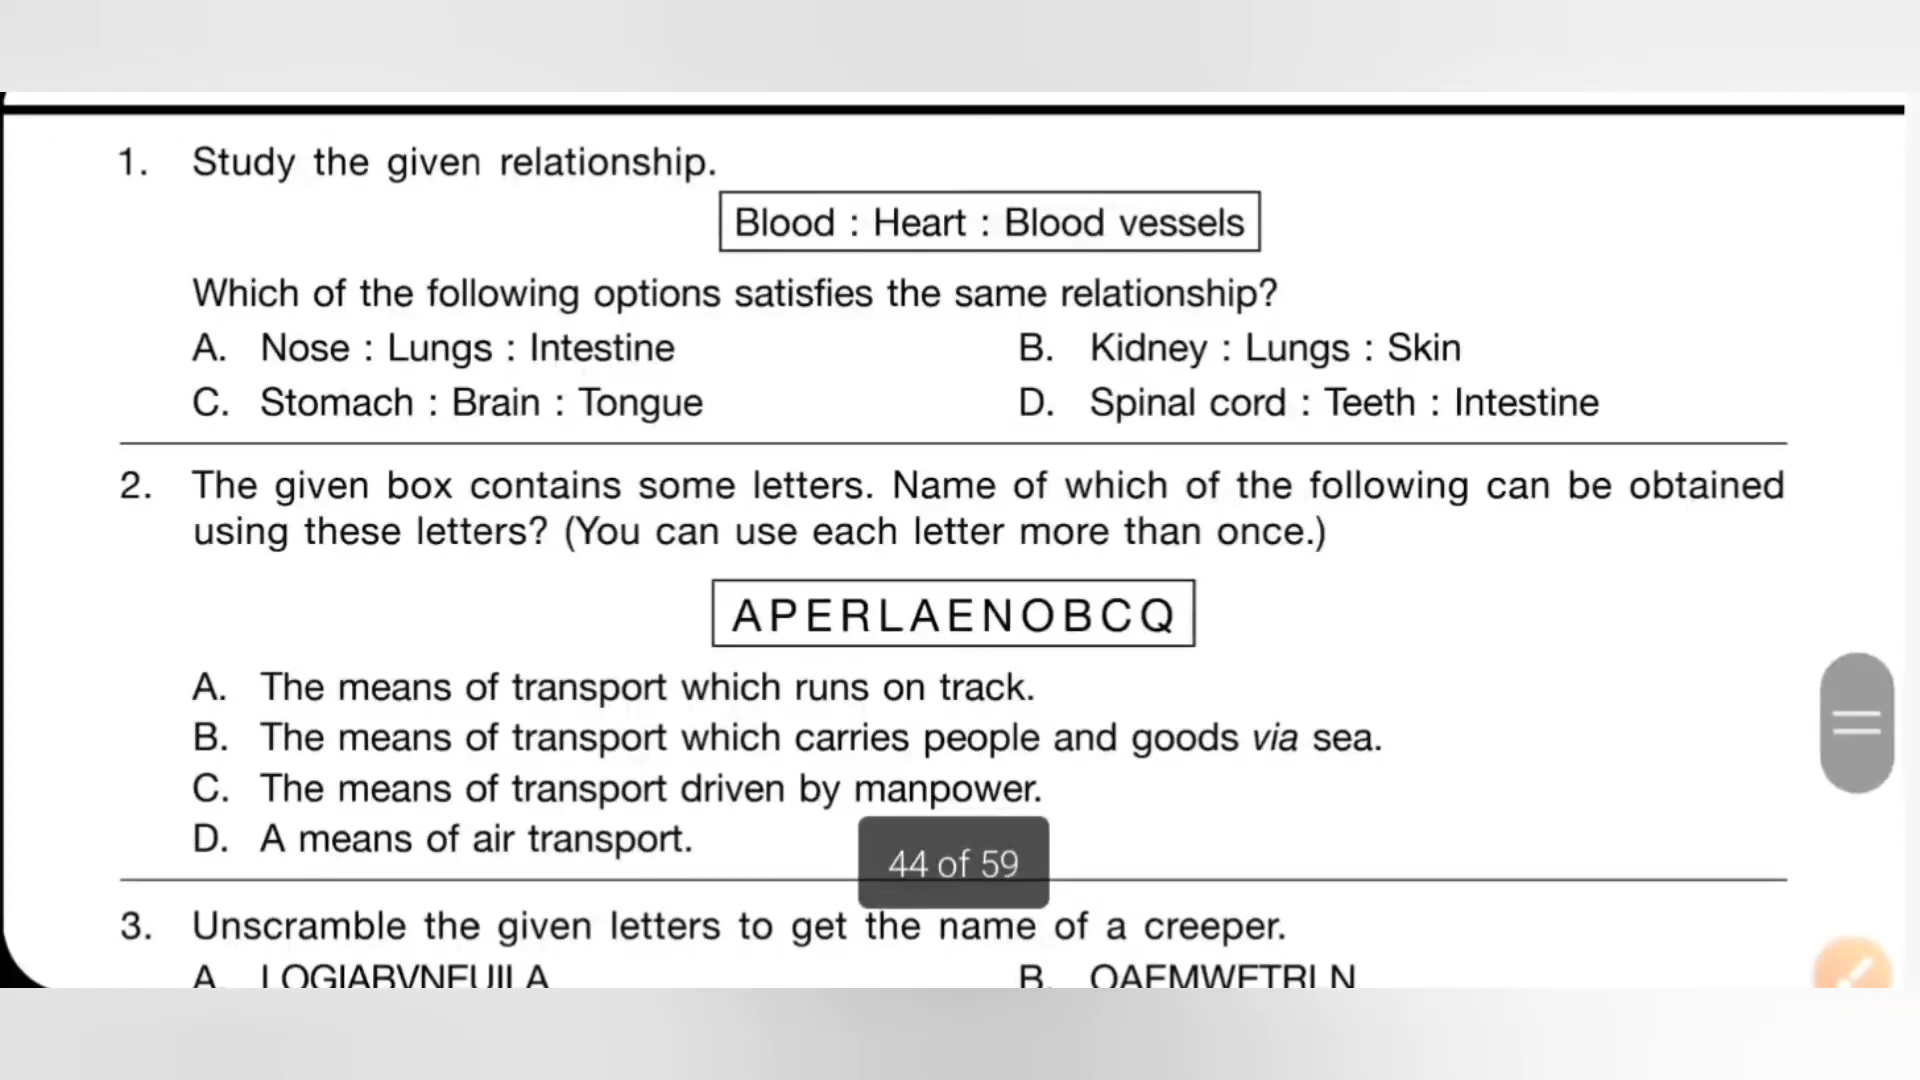 1. Study the given relationship.
Blood : Heart : Blood vessels
Which of the following options satisfies the same relationship?
A. Nose : Lungs : Intestine B. Kidney : Lungs : Skin
C. Stomach : Brain : Tongue D. Spinal cord : Teeth : Intestine
2. The given box contains some letters. Name of which of the following can be obtained
using these letters? (You can use each letter more than once.)
APERLAENOBCQ
A. The means of transport which runs on track.
B. The means of transport which carries people and goods via sea.
C. The means of transport driven by manpower.
D. A means of air transport.
44 of 59
3. Unscramble the given letters to get the name of a creeper.
A. B.